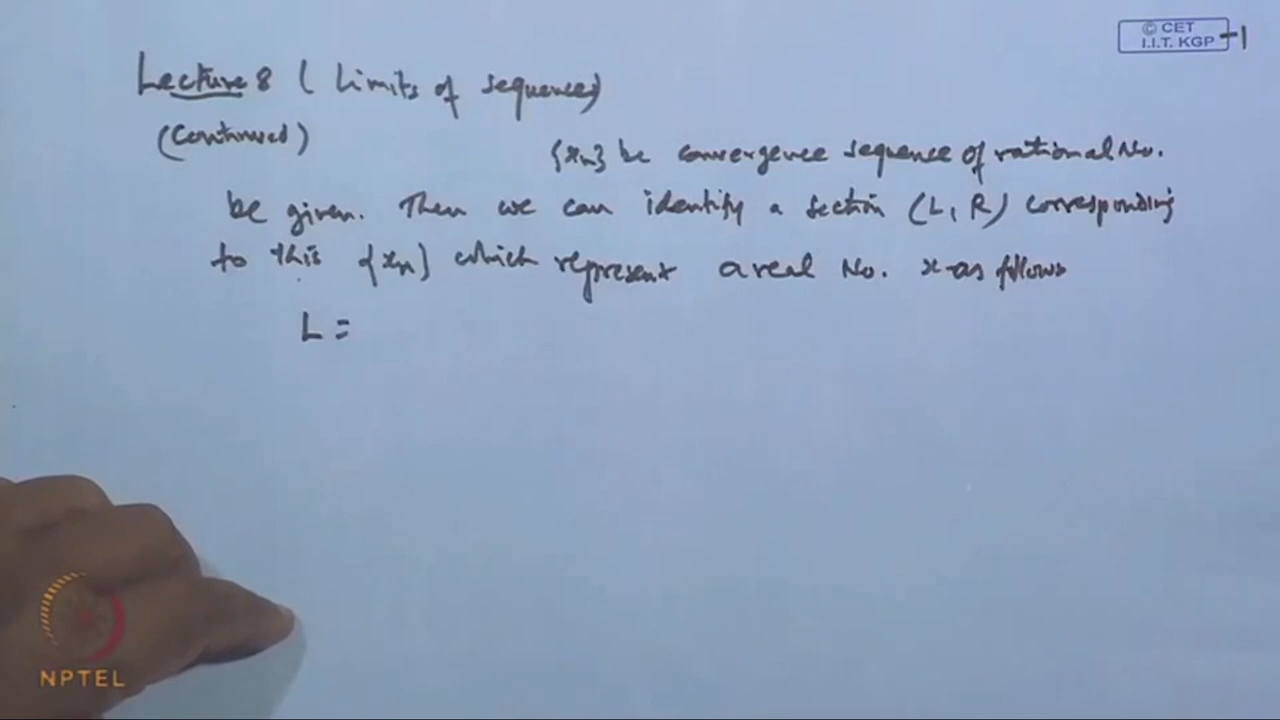 © CET
I.I.T. KGP
-1
Lecture 8 ( Limits of sequences)
(Continued)
{xn} be convergence sequence of rational No.
be given. Then we can identify a section (L, R) corresponding
to this {xn} which represent a real No. x as follows
L =
NPTEL